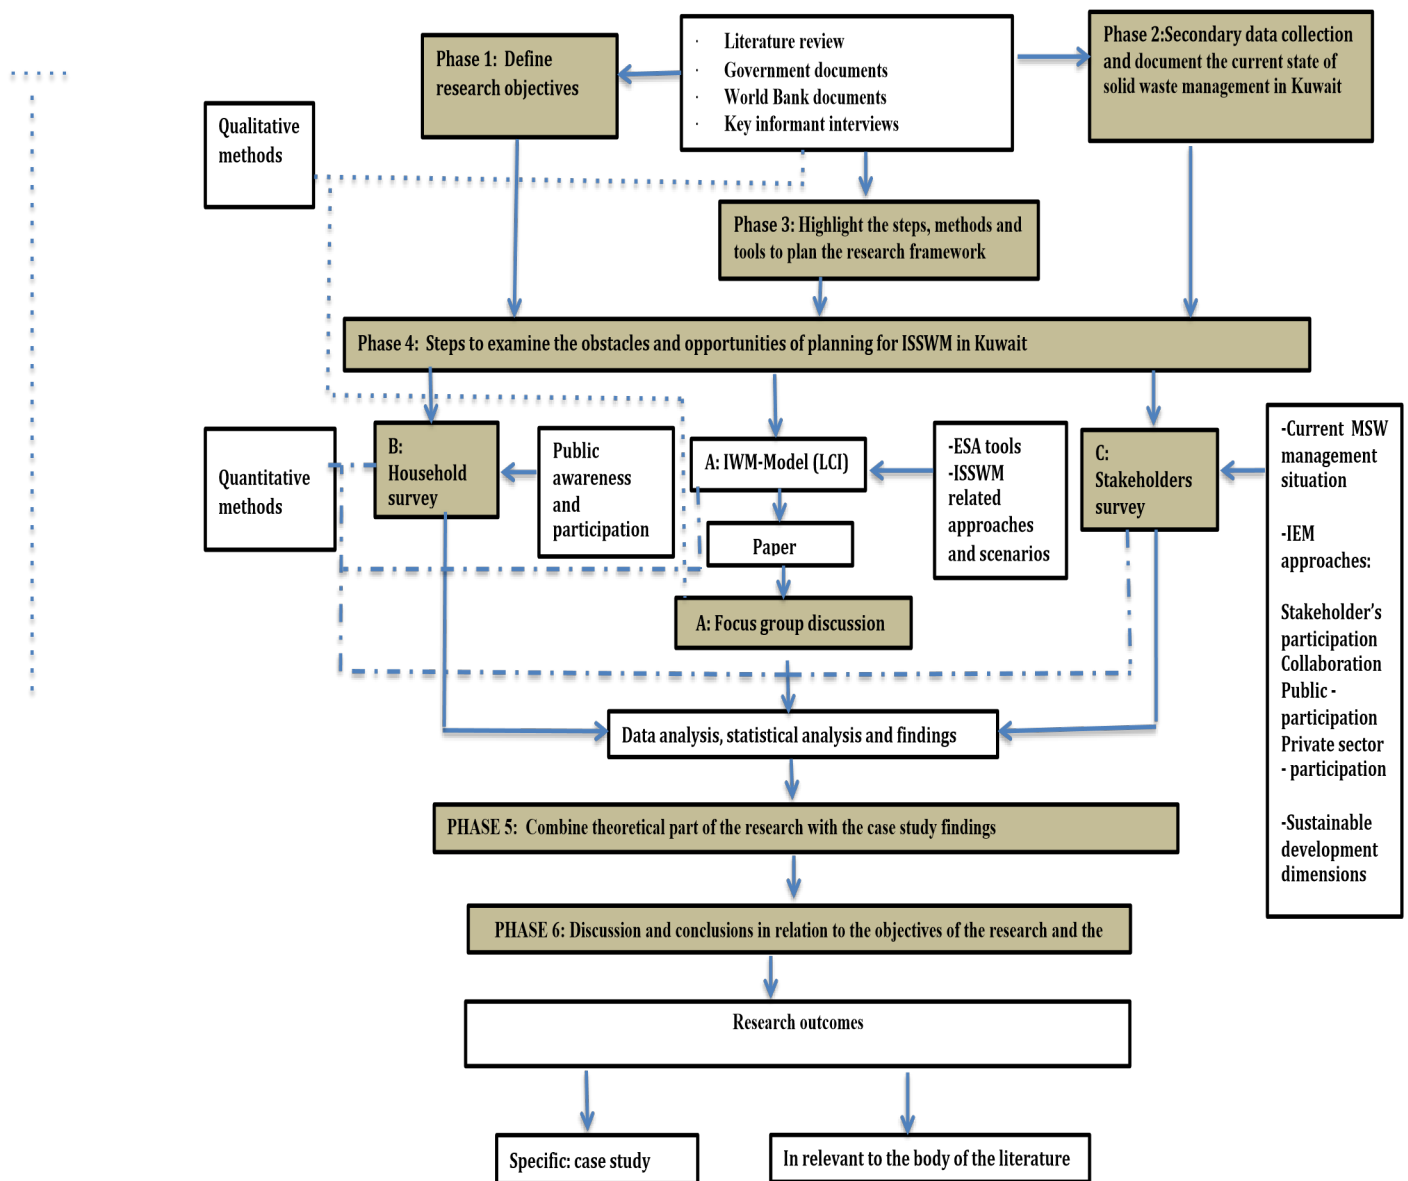 Phase 1: Define
research objectives
· Literature review
· Government documents
· World Bank documents
· Key informant interviews
Phase 2:Secondary data collection
and document the current state of
solid waste management in Kuwait
Qualitative
methods
Phase 3: Highlight the steps, methods and
tools to plan the research framework
Phase 4: Steps to examine the obstacles and opportunities of planning for ISSWM in Kuwait
Quantitative
methods
B:
Household
survey
Public
awareness
and
participation
A: IWM-Model (LCI)
Paper
A: Focus group discussion
-ESA tools
-ISSWM
related
approaches
and scenarios
C:
Stakeholders
survey
-Current MSW
management
situation
-IEM
approaches:
Stakeholder’s
participation
Collaboration
Public -
participation
Private sector
- participation
-Sustainable
development
dimensions
Data analysis, statistical analysis and findings
PHASE 5: Combine theoretical part of the research with the case study findings
PHASE 6: Discussion and conclusions in relation to the objectives of the research and the
Research outcomes
Specific: case study
In relevant to the body of the literature